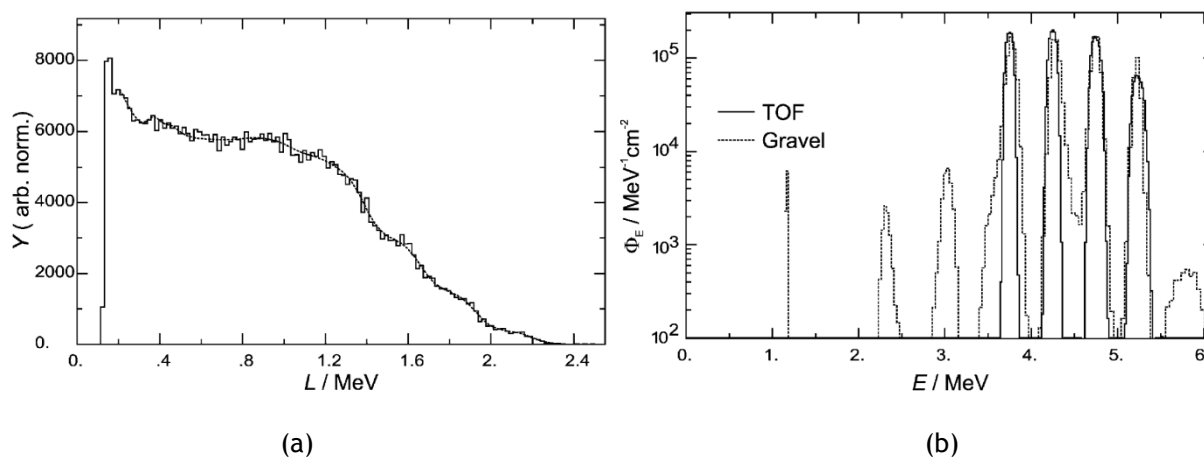 8000
6000
4000
2000
0.
Y ( arb. norm.)
0. .4 .8 1.2 1.6 2. 2.4
L / MeV
(a)
10⁵
10⁴
10³
10²
Φ_E / MeV⁻¹cm⁻²
TOF
Gravel
0. 1. 2. 3. 4. 5. 6.
E / MeV
(b)